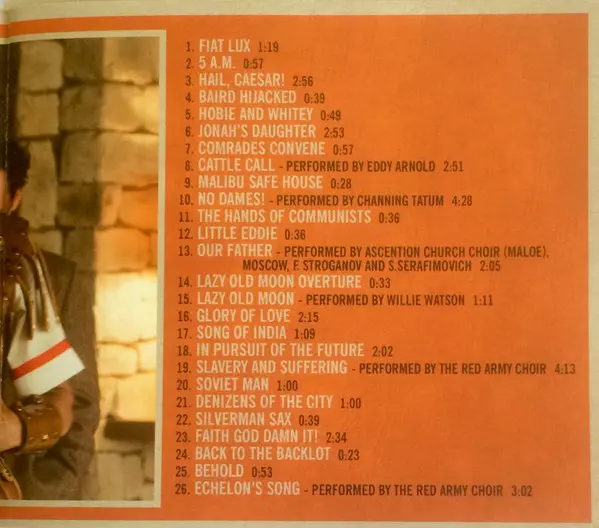 1. FIAT LUX 1:19
2. 5 A.M. 0:57
3. HAIL, CAESAR! 2:56
4. BAIRD HIJACKED 0:39
5. HOBIE AND WHITEY 0:49
6. JONAH'S DAUGHTER 2:53
7. COMRADES CONVENE 0:57
8. CATTLE CALL - PERFORMED BY EDDY ARNOLD 2:51
9. MALIBU SAFE HOUSE 0:28
10. NO DAMES! - PERFORMED BY CHANNING TATUM 4:28
11. THE HANDS OF COMMUNISTS 0:36
12. LITTLE EDDIE 0:36
13. OUR FATHER - PERFORMED BY ASCENTION CHURCH CHOIR (MALOE),
MOSCOW, F. STROGANOV AND S.SERAFIMOVICH 2:05
14. LAZY OLD MOON OVERTURE 0:33
15. LAZY OLD MOON - PERFORMED BY WILLIE WATSON 1:11
16. GLORY OF LOVE 2:15
17. SONG OF INDIA 1:09
18. IN PURSUIT OF THE FUTURE 2:02
19. SLAVERY AND SUFFERING - PERFORMED BY THE RED ARMY CHOIR 4:13
20. SOVIET MAN 1:00
21. DENIZENS OF THE CITY 1:00
22. SILVERMAN SAX 0:39
23. FAITH GOD DAMN IT! 2:34
24. BACK TO THE BACKLOT 0:23
25. BEHOLD 0:53
26. ECHELON'S SONG - PERFORMED BY THE RED ARMY CHOIR 3:02